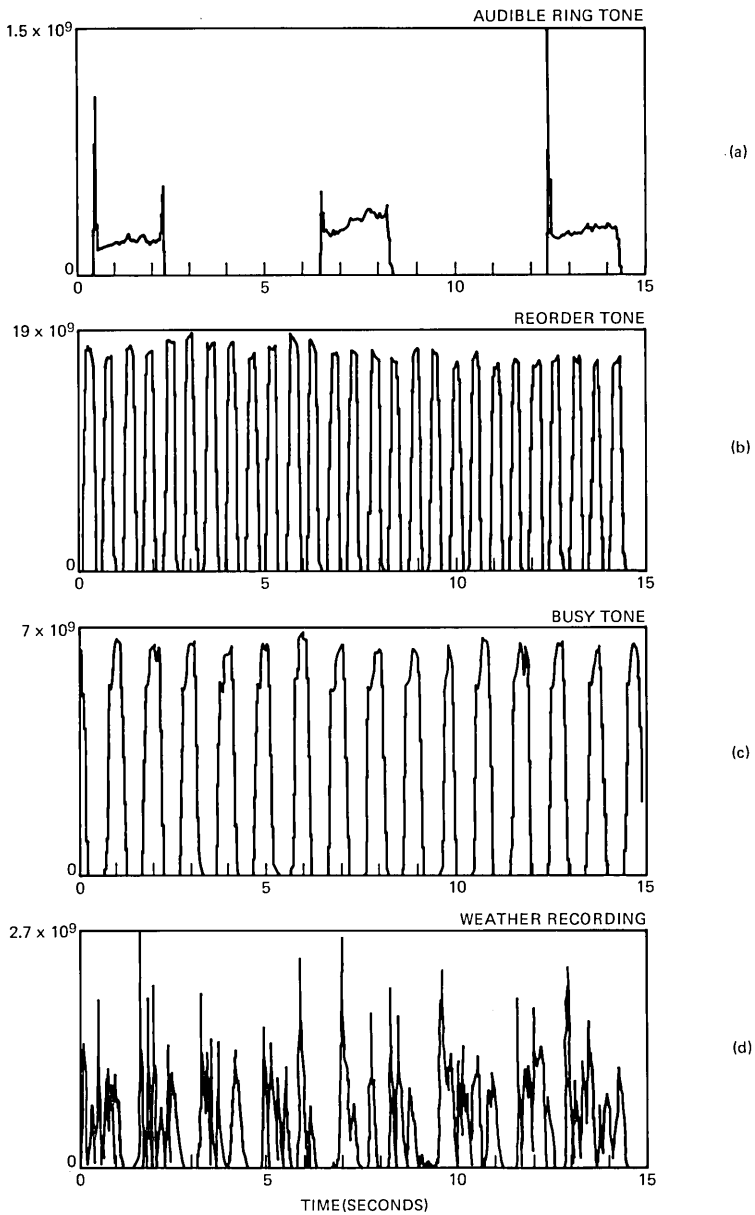 AUDIBLE RING TONE
1.5 x 10⁹
(a)
0
0 5 10 15
REORDER TONE
19 x 10⁹
(b)
0
0 5 10 15
BUSY TONE
7 x 10⁹
(c)
0
0 5 10 15
WEATHER RECORDING
2.7 x 10⁹
(d)
0
0 5 10 15
TIME(SECONDS)